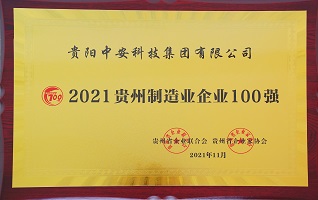 贵阳中安科技集团有限公司
100
2021贵州制造业企业100强
贵州省企业联合会 贵州省企业家协会
2021年11月